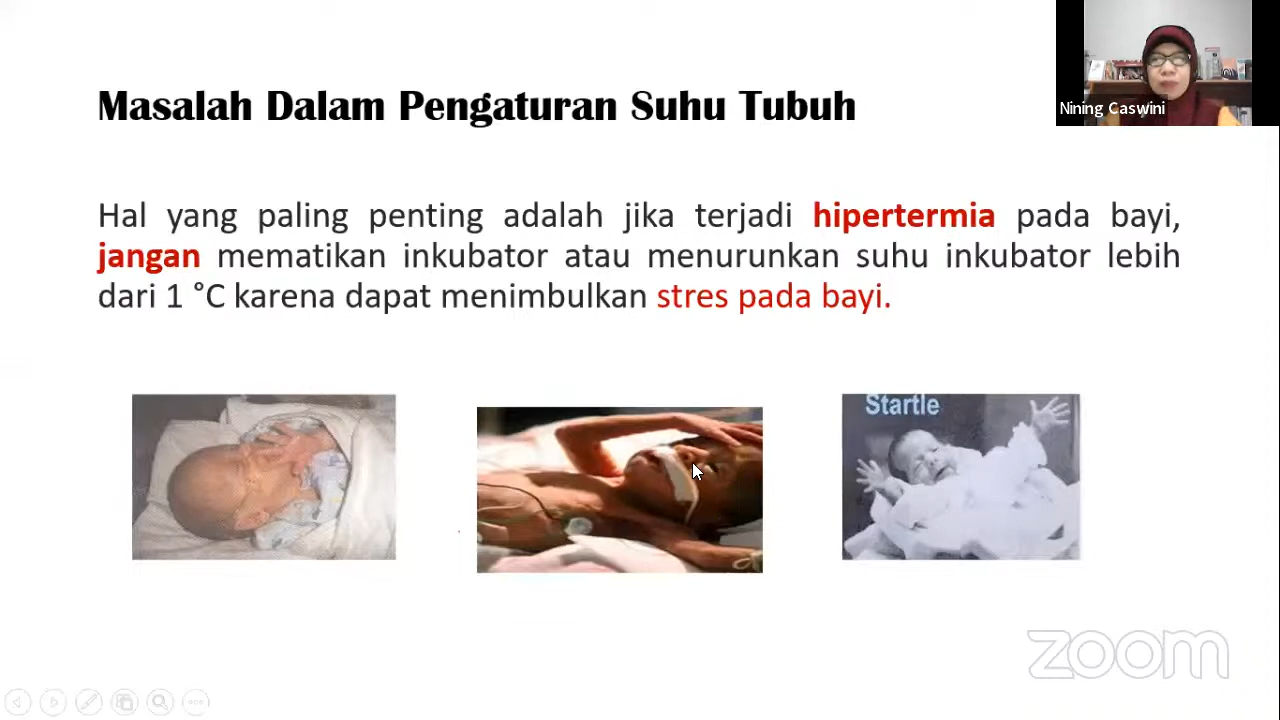 Masalah Dalam Pengaturan Suhu Tubuh
Nining Caswini
Hal yang paling penting adalah jika terjadi hipertermia pada bayi,
jangan mematikan inkubator atau menurunkan suhu inkubator lebih
dari 1 °C karena dapat menimbulkan stres pada bayi.
Startle
zoom